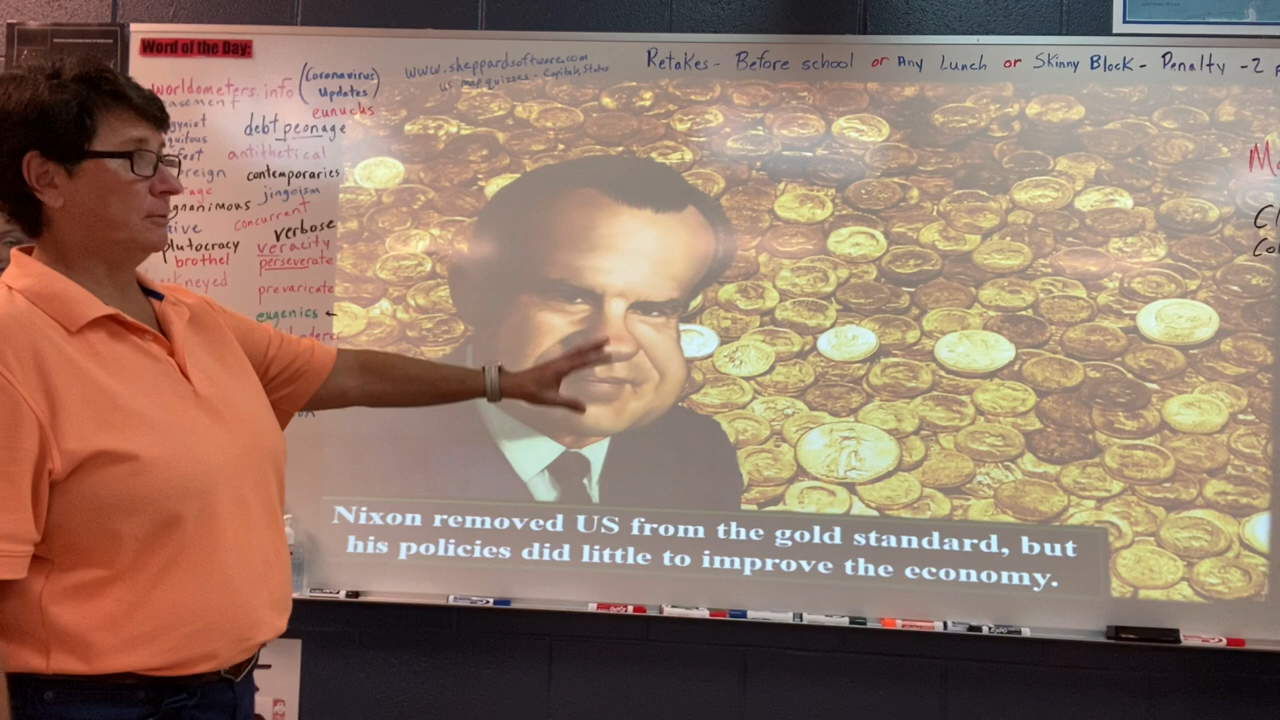 Word of the Day:
worldometers.info (Coronavirus Updates)
www.sheppardsoftware.com
us map quizzes - Capitals, States
Retakes - Before school or Any Lunch or Skinny Block - Penalty -2
eunuchs
debt peonage
antithetical
contemporaries
jingoism
concurrent
verbose
plutocracy
veracity
brothel
perseverate
prevaricate
eugenics ←
Nixon removed US from the gold standard, but
his policies did little to improve the economy.